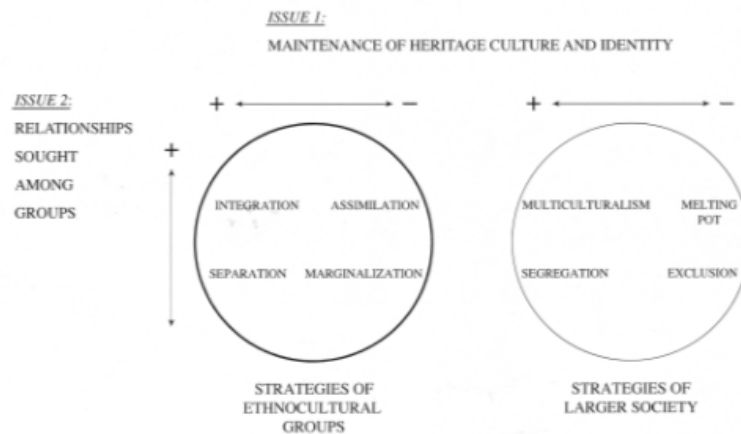 ISSUE 1:
MAINTENANCE OF HERITAGE CULTURE AND IDENTITY
ISSUE 2:
RELATIONSHIPS
SOUGHT
AMONG
GROUPS
+ −
+
INTEGRATION ASSIMILATION
SEPARATION MARGINALIZATION
STRATEGIES OF
ETHNOCULTURAL
GROUPS
+ −
MULTICULTURALISM MELTING
POT
SEGREGATION EXCLUSION
STRATEGIES OF
LARGER SOCIETY